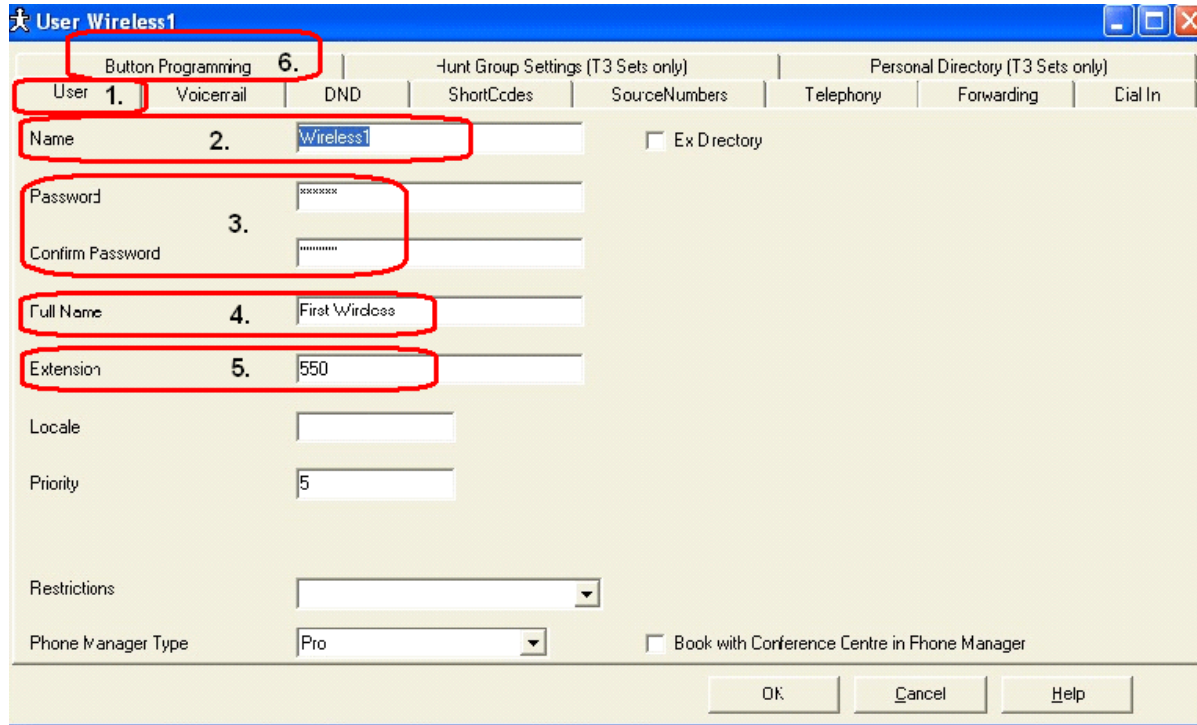 User Wireless1
Button Programming 6. Hunt Group Settings (T3 Sets only) Personal Directory (T3 Sets only)
User 1. Voicemail DND ShortCodes SourceNumbers Telephony Forwarding Dial In
Name 2. Wireless1 Ex Directory
Password ******
3.
Confirm Password
Full Name 4. First Wireless
Extension 5. 550
Locale
Priority 5
Restrictions
Phone Manager Type Pro Book with Conference Centre in Phone Manager
OK Cancel Help